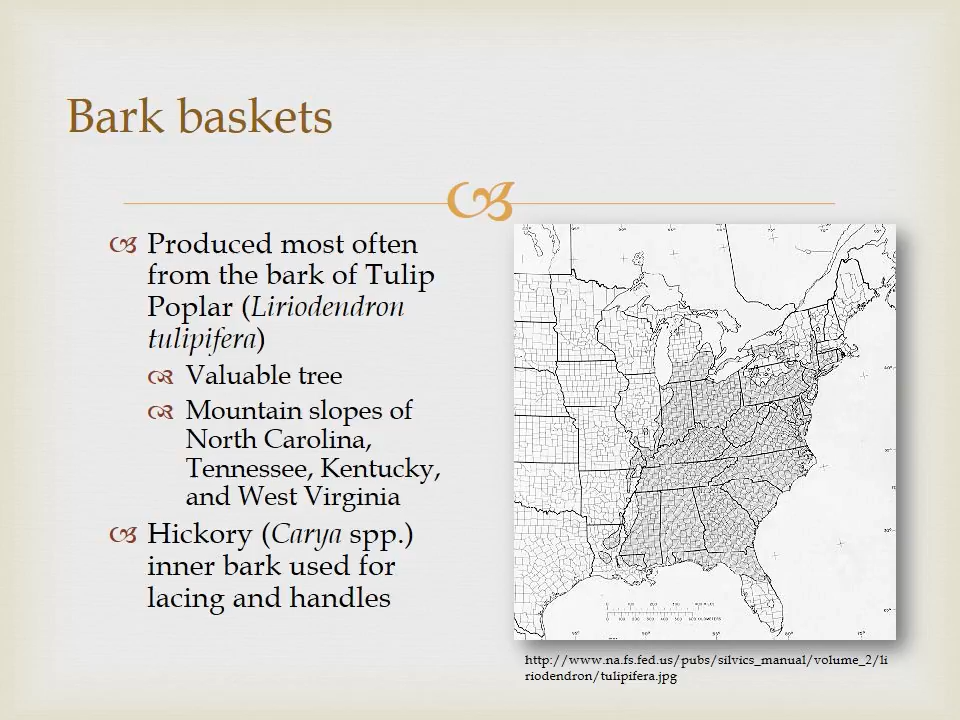 Bark baskets
Produced most often
from the bark of Tulip
Poplar (Liriodendron
tulipifera)
Valuable tree
Mountain slopes of
North Carolina,
Tennessee, Kentucky,
and West Virginia
Hickory (Carya spp.)
inner bark used for
lacing and handles
http://www.na.fs.fed.us/pubs/silvics_manual/volume_2/li
riodendron/tulipifera.jpg